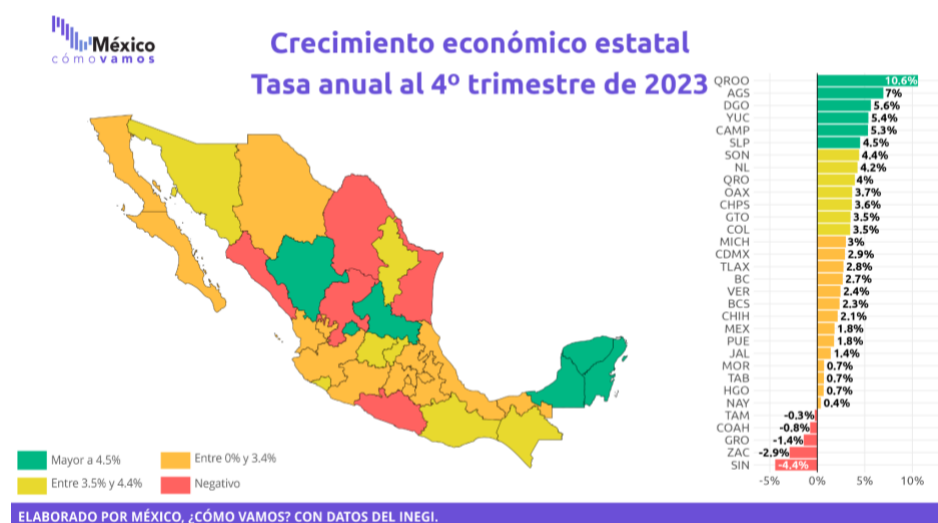 México
cómovamos
Crecimiento económico estatal
Tasa anual al 4º trimestre de 2023
QROO 10.6%
AGS 7%
DGO 5.6%
YUC 5.4%
CAMP 5.3%
SLP 4.5%
SON 4.4%
NL 4.2%
QRO 4%
OAX 3.7%
CHPS 3.6%
GTO 3.5%
COL 3.5%
MICH 3%
CDMX 2.9%
TLAX 2.8%
BC 2.7%
VER 2.4%
BCS 2.3%
CHIH 2.1%
MEX 1.8%
PUE 1.8%
JAL 1.4%
MOR 0.7%
TAB 0.7%
HGO 0.7%
NAY 0.4%
TAM -0.3%
COAH -0.8%
GRO -1.4%
ZAC -2.9%
SIN -4.4%
-5% 0% 5% 10%
Mayor a 4.5% Entre 0% y 3.4%
Entre 3.5% y 4.4% Negativo
ELABORADO POR MÉXICO, ¿CÓMO VAMOS? CON DATOS DEL INEGI.